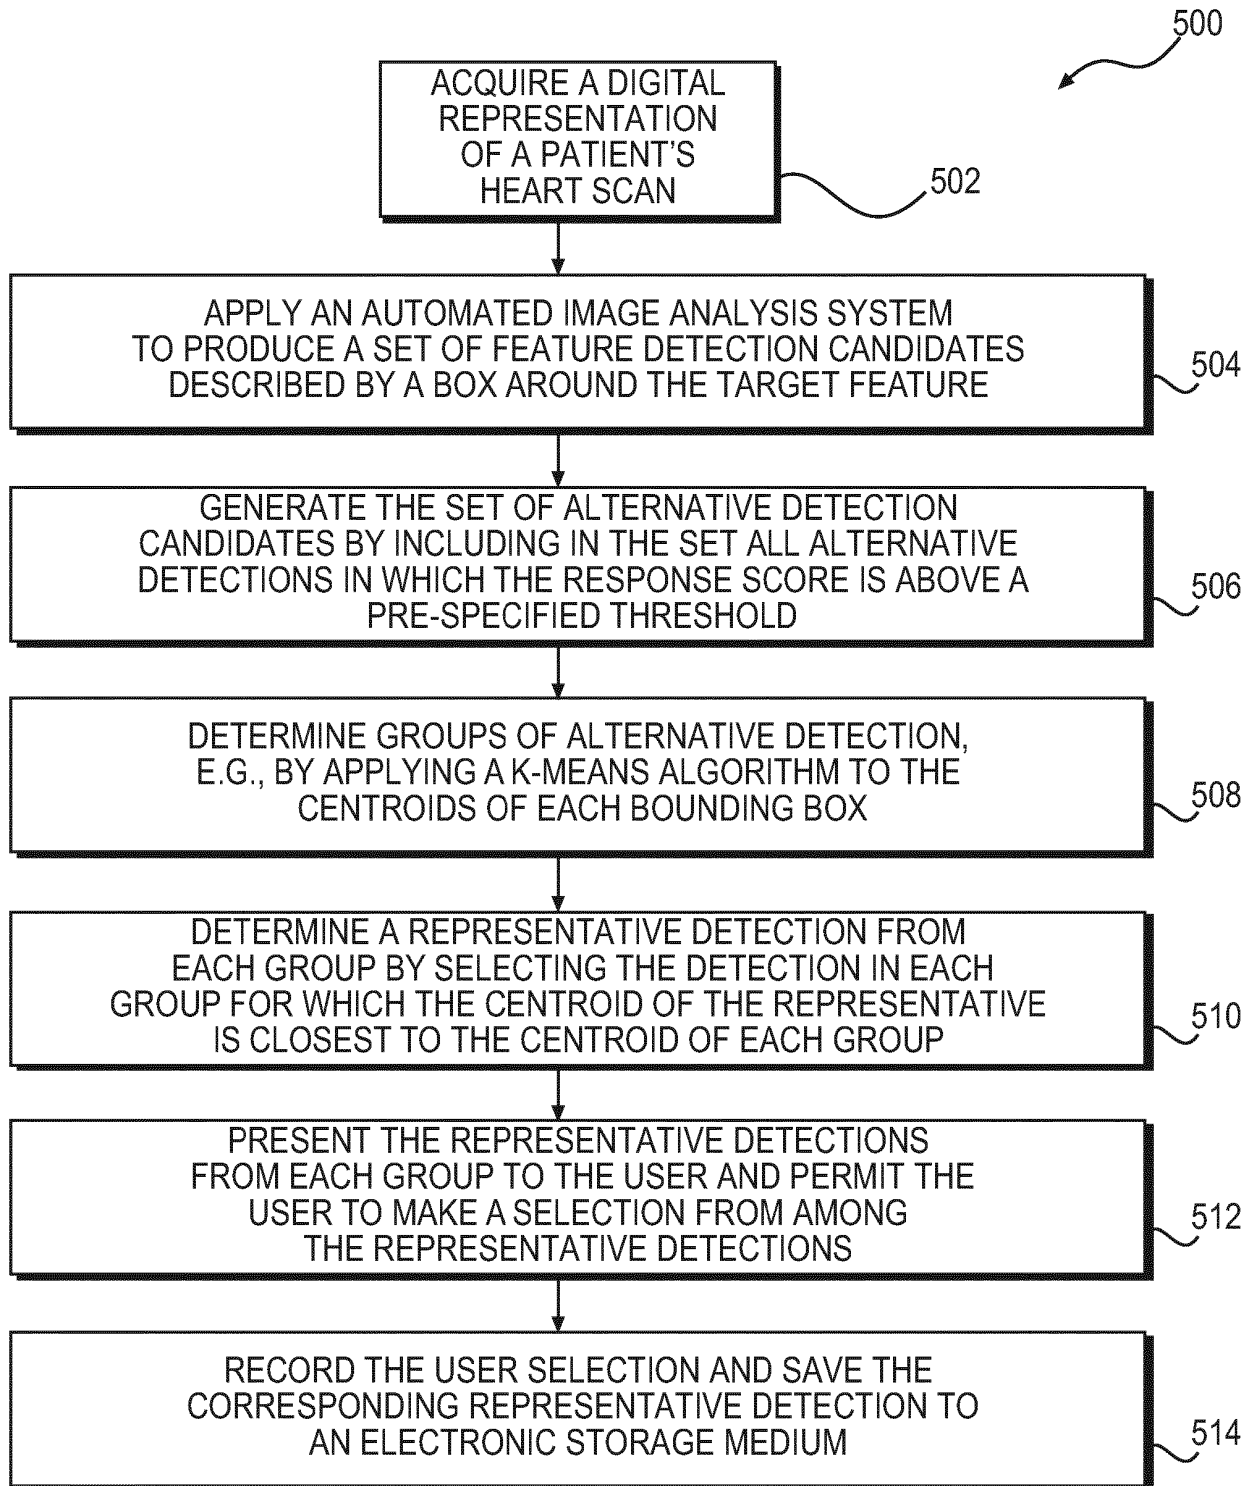 500
ACQUIRE A DIGITAL
REPRESENTATION
OF A PATIENT'S
HEART SCAN
502
APPLY AN AUTOMATED IMAGE ANALYSIS SYSTEM
TO PRODUCE A SET OF FEATURE DETECTION CANDIDATES
DESCRIBED BY A BOX AROUND THE TARGET FEATURE
504
GENERATE THE SET OF ALTERNATIVE DETECTION
CANDIDATES BY INCLUDING IN THE SET ALL ALTERNATIVE
DETECTIONS IN WHICH THE RESPONSE SCORE IS ABOVE A
PRE-SPECIFIED THRESHOLD
506
DETERMINE GROUPS OF ALTERNATIVE DETECTION,
E.G., BY APPLYING A K-MEANS ALGORITHM TO THE
CENTROIDS OF EACH BOUNDING BOX
508
DETERMINE A REPRESENTATIVE DETECTION FROM
EACH GROUP BY SELECTING THE DETECTION IN EACH
GROUP FOR WHICH THE CENTROID OF THE REPRESENTATIVE
IS CLOSEST TO THE CENTROID OF EACH GROUP
510
PRESENT THE REPRESENTATIVE DETECTIONS
FROM EACH GROUP TO THE USER AND PERMIT THE
USER TO MAKE A SELECTION FROM AMONG
THE REPRESENTATIVE DETECTIONS
512
RECORD THE USER SELECTION AND SAVE THE
CORRESPONDING REPRESENTATIVE DETECTION TO
AN ELECTRONIC STORAGE MEDIUM
514